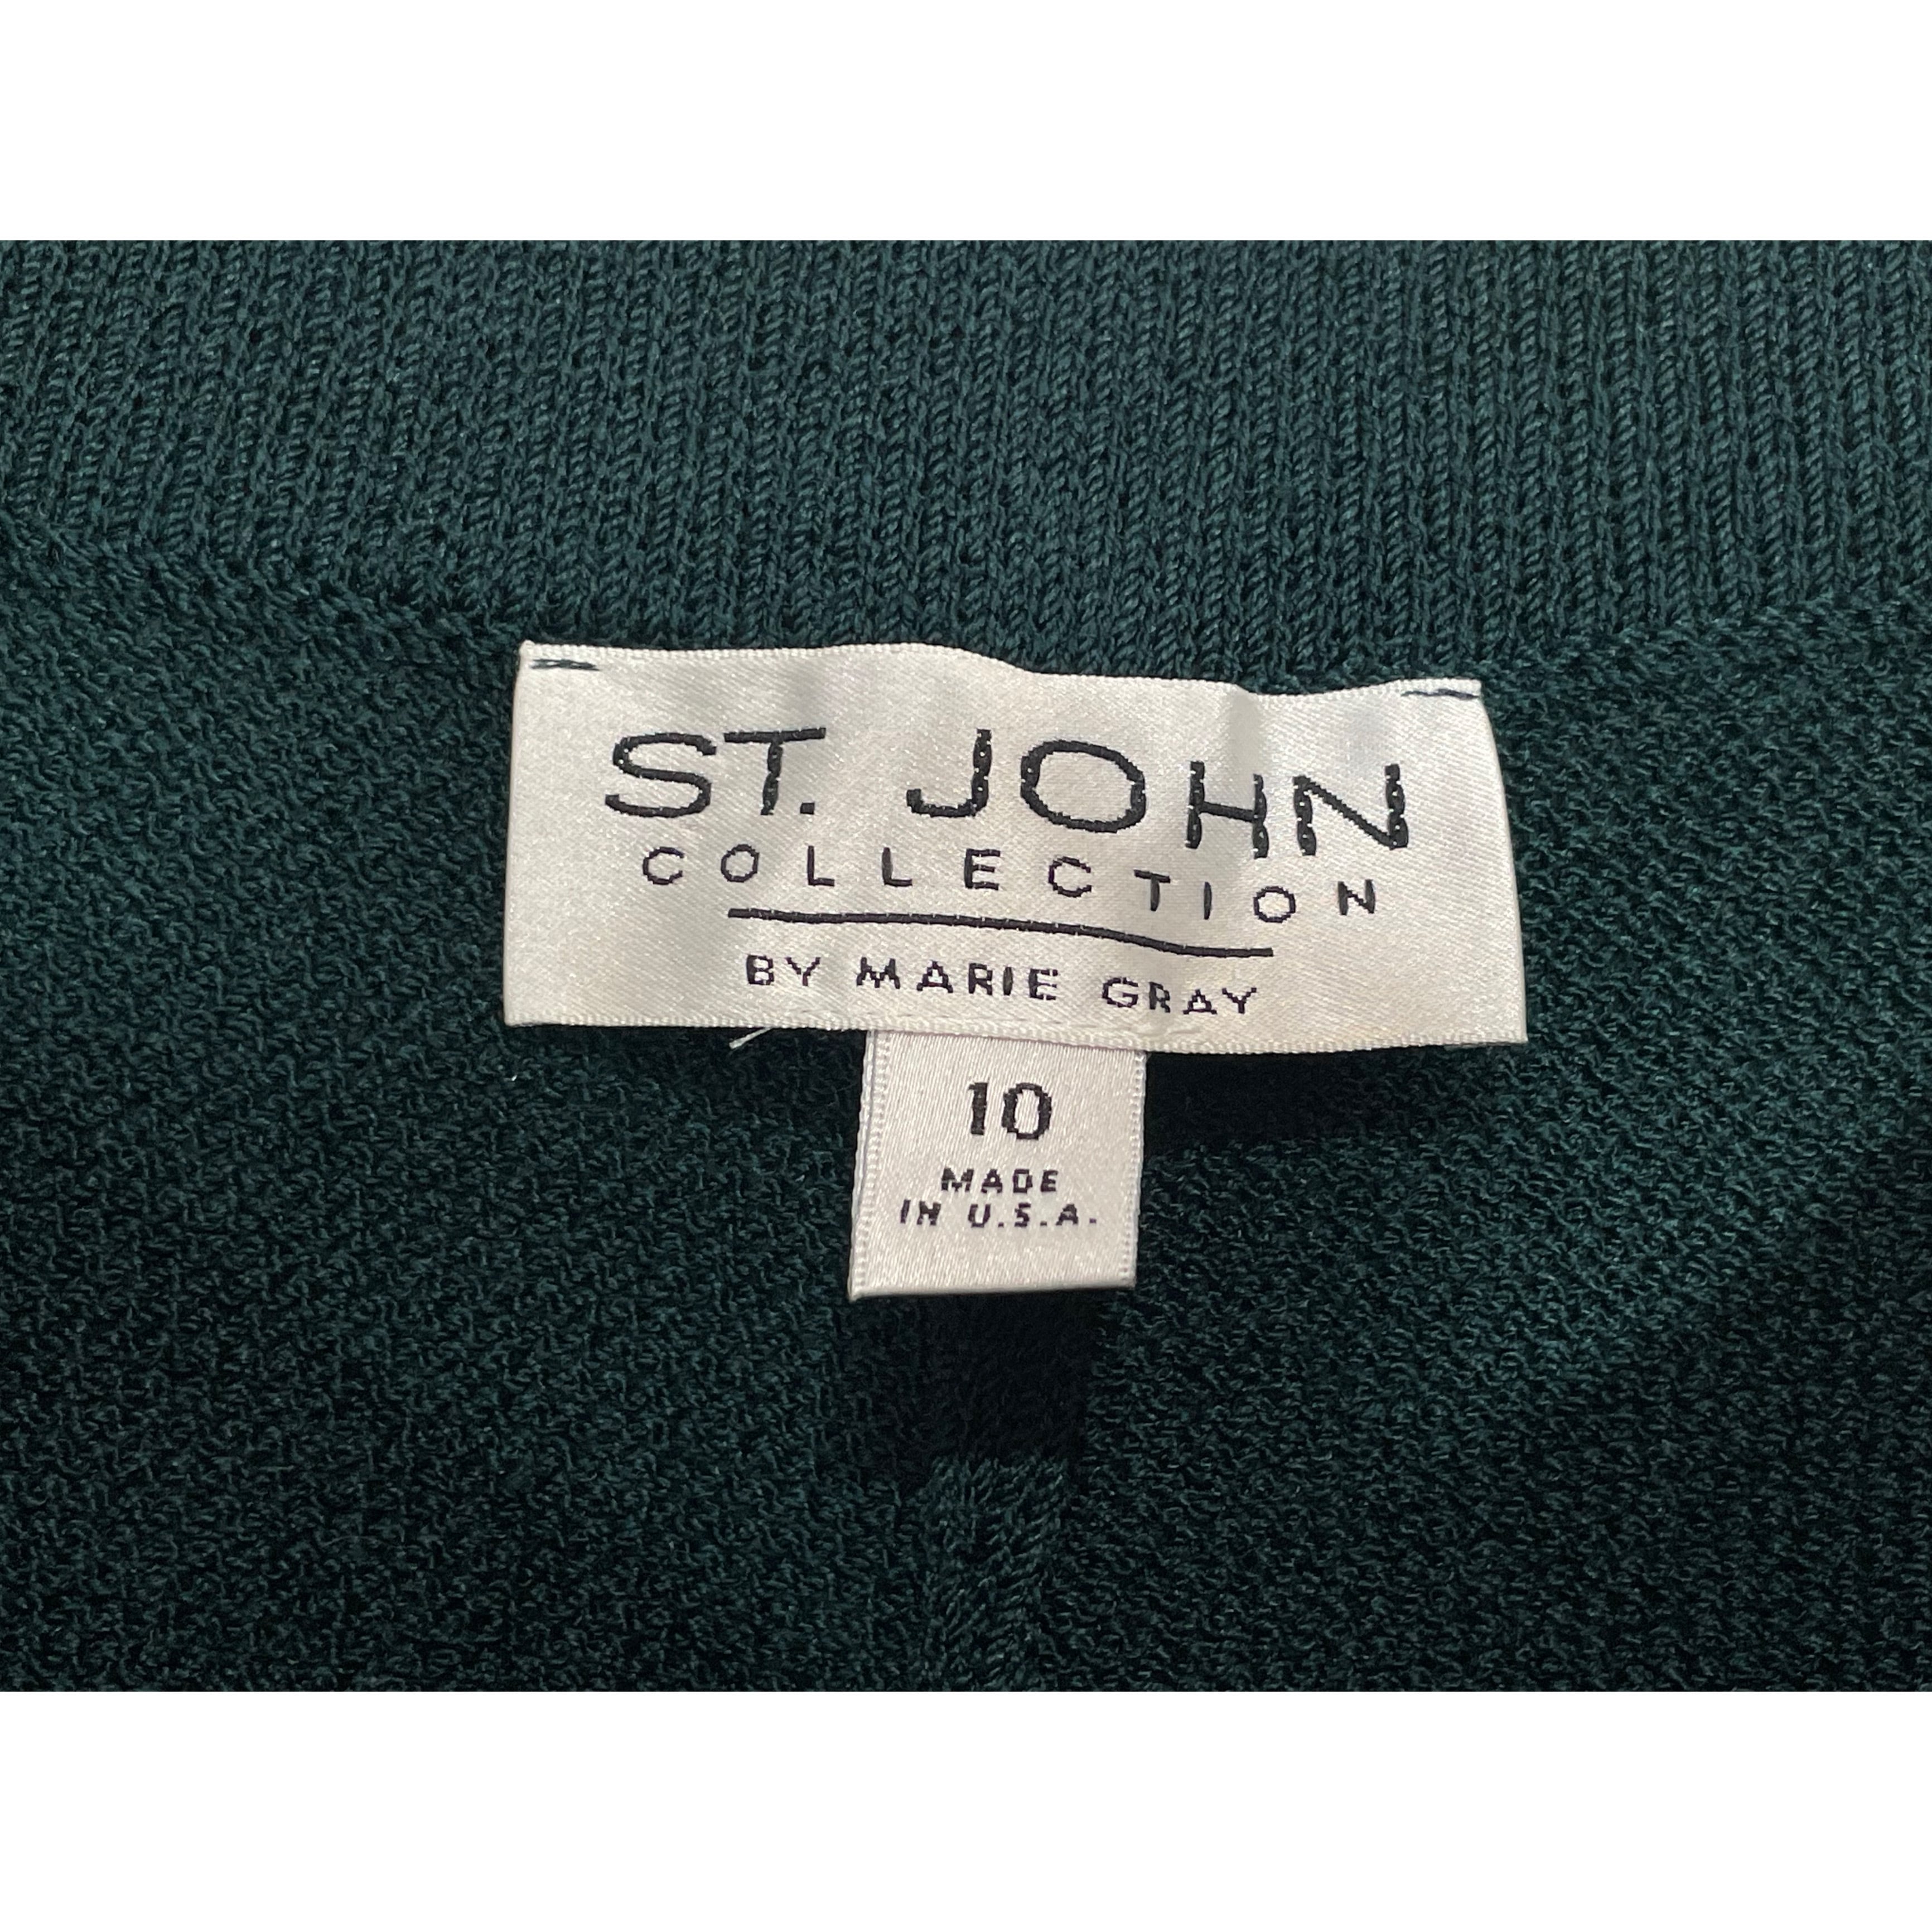 ST. JOHN
COLLECTION
BY MARIE GRAY
10
MADE
IN U.S.A.